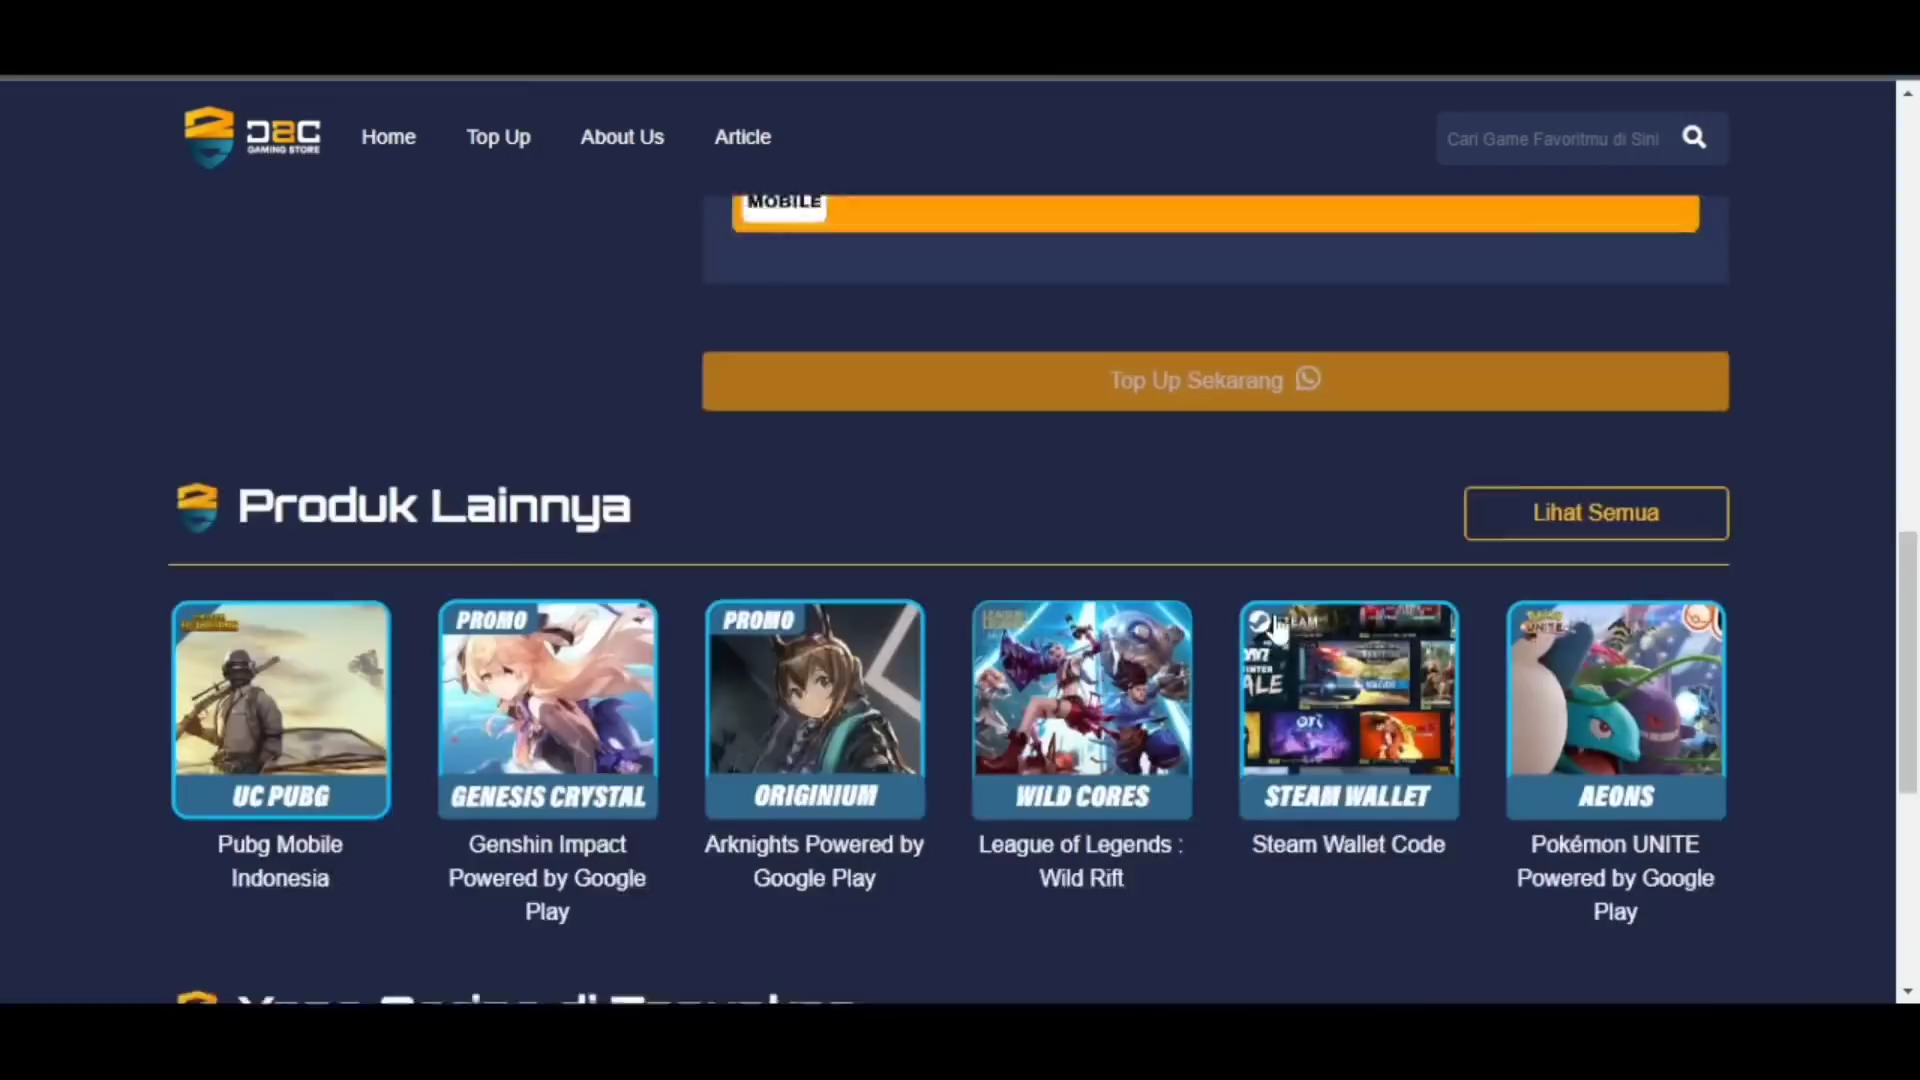 D2C
GAMING STORE
Home
Top Up
About Us
Article
Cari Game Favoritmu di Sini
MOBILE
Top Up Sekarang
Produk Lainnya
Lihat Semua
UC PUBG
Pubg Mobile
Indonesia
PROMO
GENESIS CRYSTAL
Genshin Impact
Powered by Google
Play
PROMO
ORIGINIUM
Arknights Powered by
Google Play
WILD CORES
League of Legends :
Wild Rift
ori
STEAM WALLET
Steam Wallet Code
UNITE
AEONS
Pokémon UNITE
Powered by Google
Play